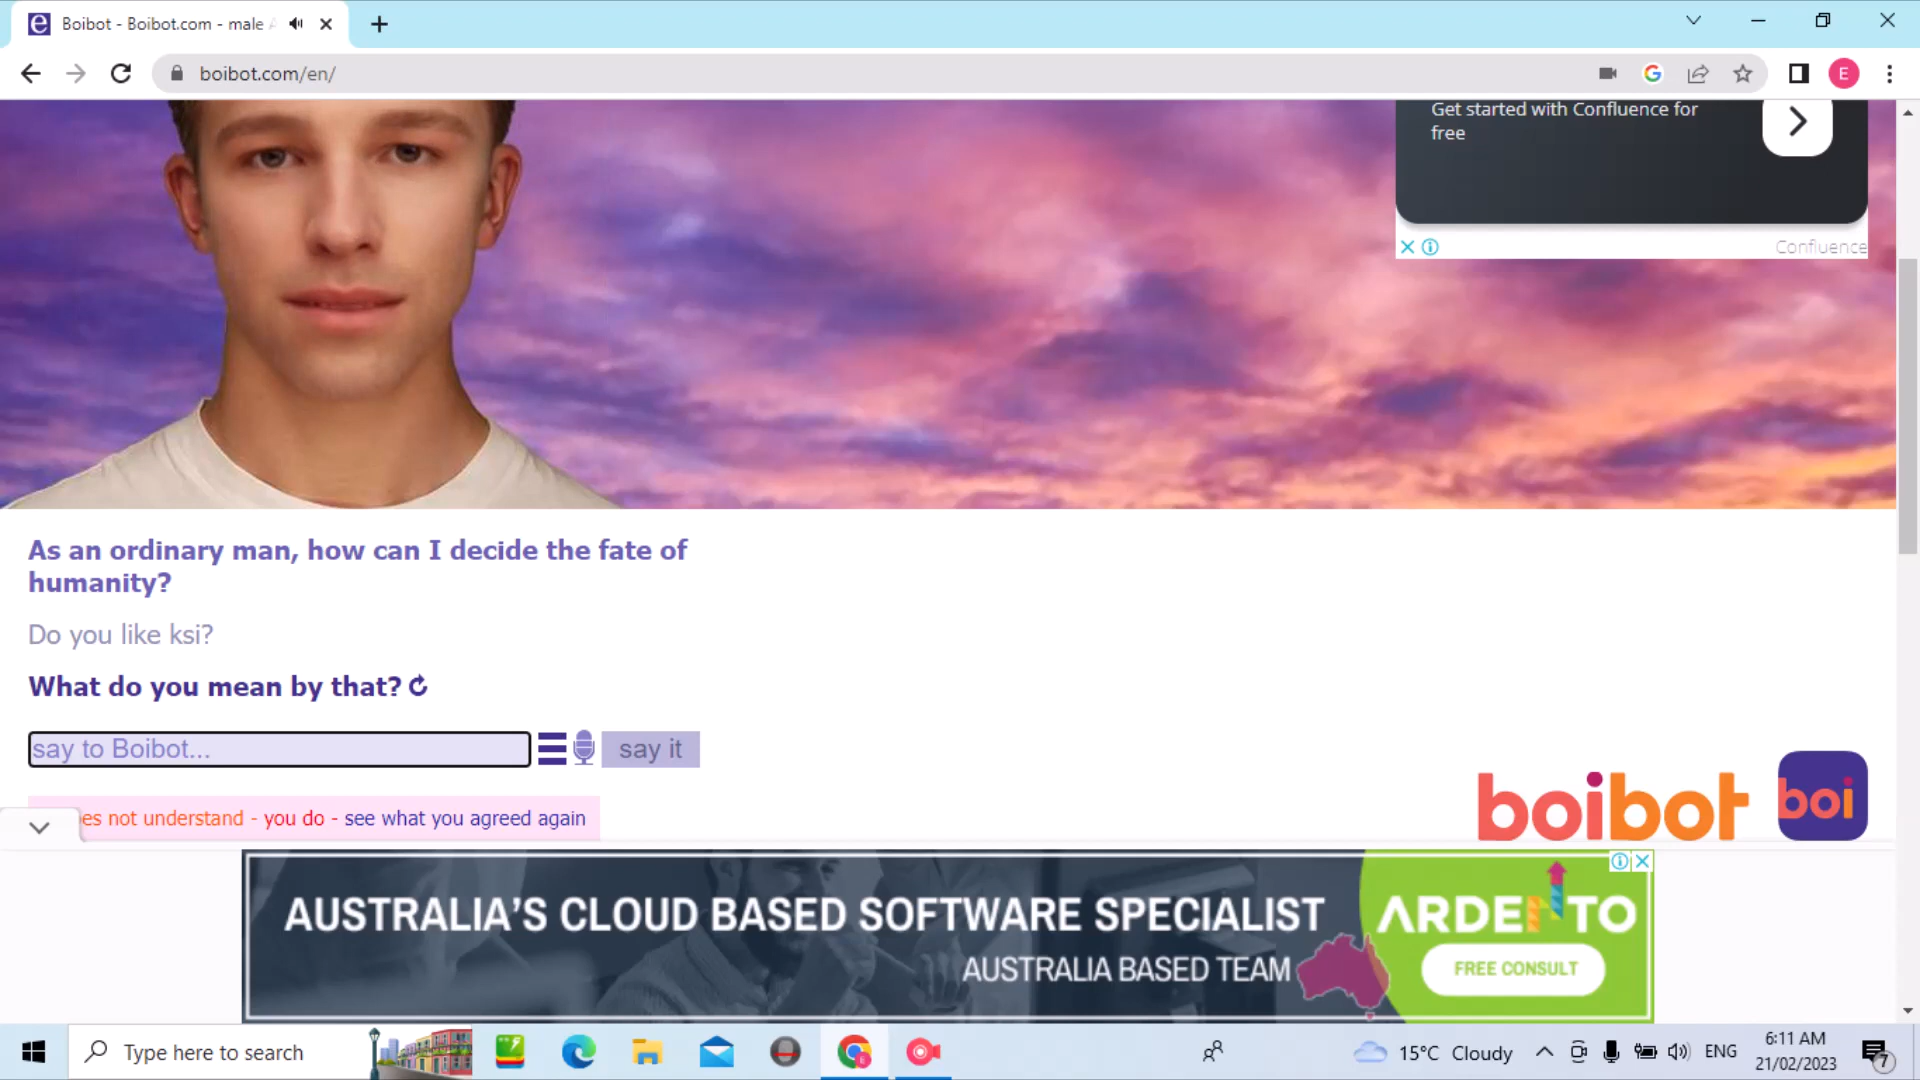 Boibot - Boibot.com - male
boibot.com/en/
E
Get started with Confluence for
free
Confluence
As an ordinary man, how can I decide the fate of
humanity?
Do you like ksi?
What do you mean by that?
say to Boibot...
say it
es not understand - you do - see what you agreed again
boibot
boi
AUSTRALIA'S CLOUD BASED SOFTWARE SPECIALIST
AUSTRALIA BASED TEAM
ARDENTO
FREE CONSULT
Type here to search
15°C Cloudy
ENG
6:11 AM
21/02/2023
7